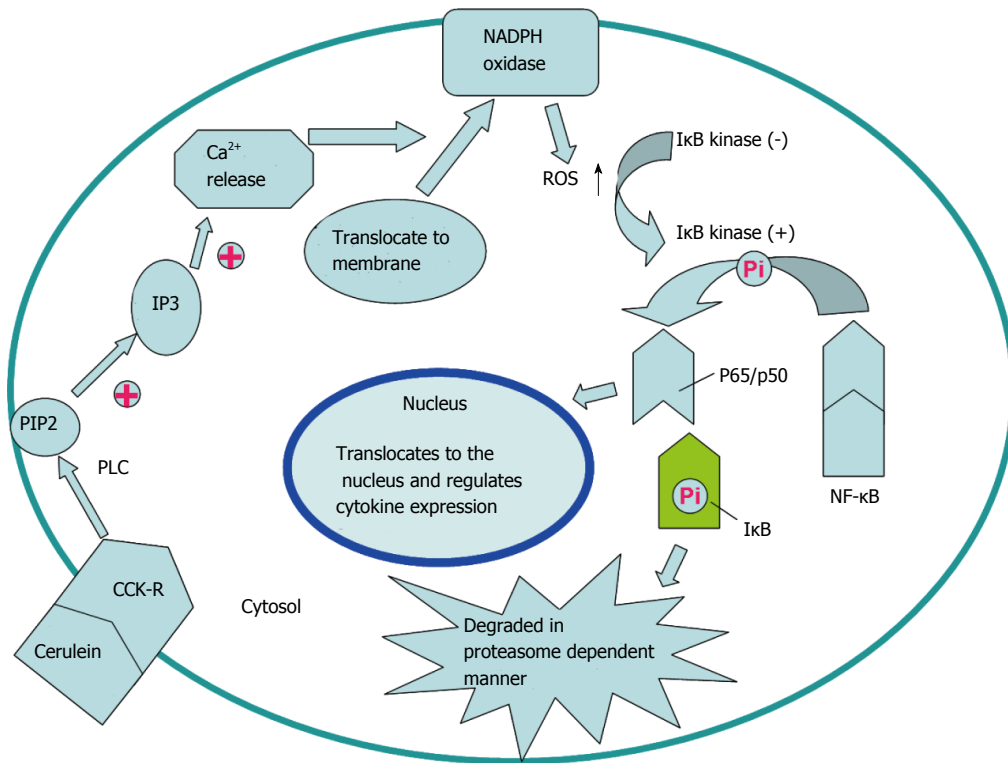 NADPH
oxidase
Ca²⁺
release
ROS
IκB kinase (-)
IκB kinase (+)
Translocate to
membrane
IP3
Pi
P65/p50
PIP2
PLC
Nucleus
Translocates to the
nucleus and regulates
cytokine expression
NF-κB
Pi
IκB
CCK-R
Cerulein
Cytosol
Degraded in
proteasome dependent
manner